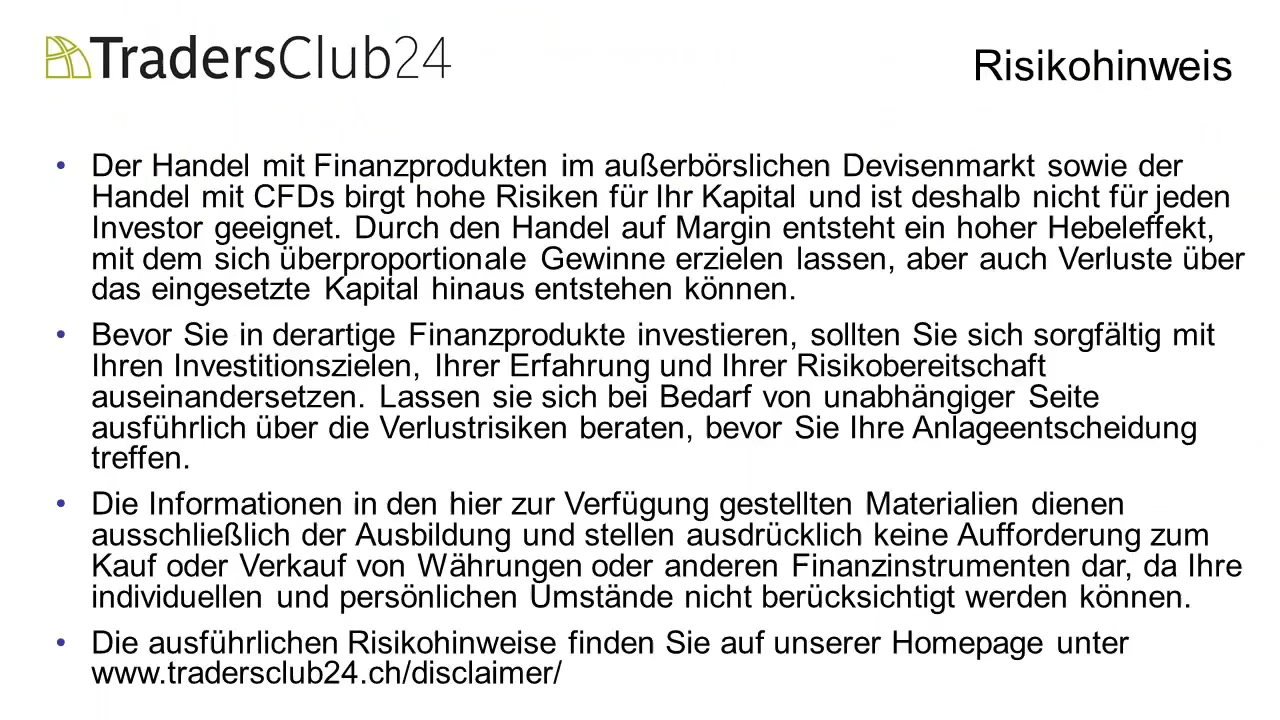 TradersClub24
Risikohinweis
• Der Handel mit Finanzprodukten im außerbörslichen Devisenmarkt sowie der
Handel mit CFDs birgt hohe Risiken für Ihr Kapital und ist deshalb nicht für jeden
Investor geeignet. Durch den Handel auf Margin entsteht ein hoher Hebeleffekt,
mit dem sich überproportionale Gewinne erzielen lassen, aber auch Verluste über
das eingesetzte Kapital hinaus entstehen können.
• Bevor Sie in derartige Finanzprodukte investieren, sollten Sie sich sorgfältig mit
Ihren Investitionszielen, Ihrer Erfahrung und Ihrer Risikobereitschaft
auseinandersetzen. Lassen sie sich bei Bedarf von unabhängiger Seite
ausführlich über die Verlustrisiken beraten, bevor Sie Ihre Anlageentscheidung
treffen.
• Die Informationen in den hier zur Verfügung gestellten Materialien dienen
ausschließlich der Ausbildung und stellen ausdrücklich keine Aufforderung zum
Kauf oder Verkauf von Währungen oder anderen Finanzinstrumenten dar, da Ihre
individuellen und persönlichen Umstände nicht berücksichtigt werden können.
• Die ausführlichen Risikohinweise finden Sie auf unserer Homepage unter
www.tradersclub24.ch/disclaimer/